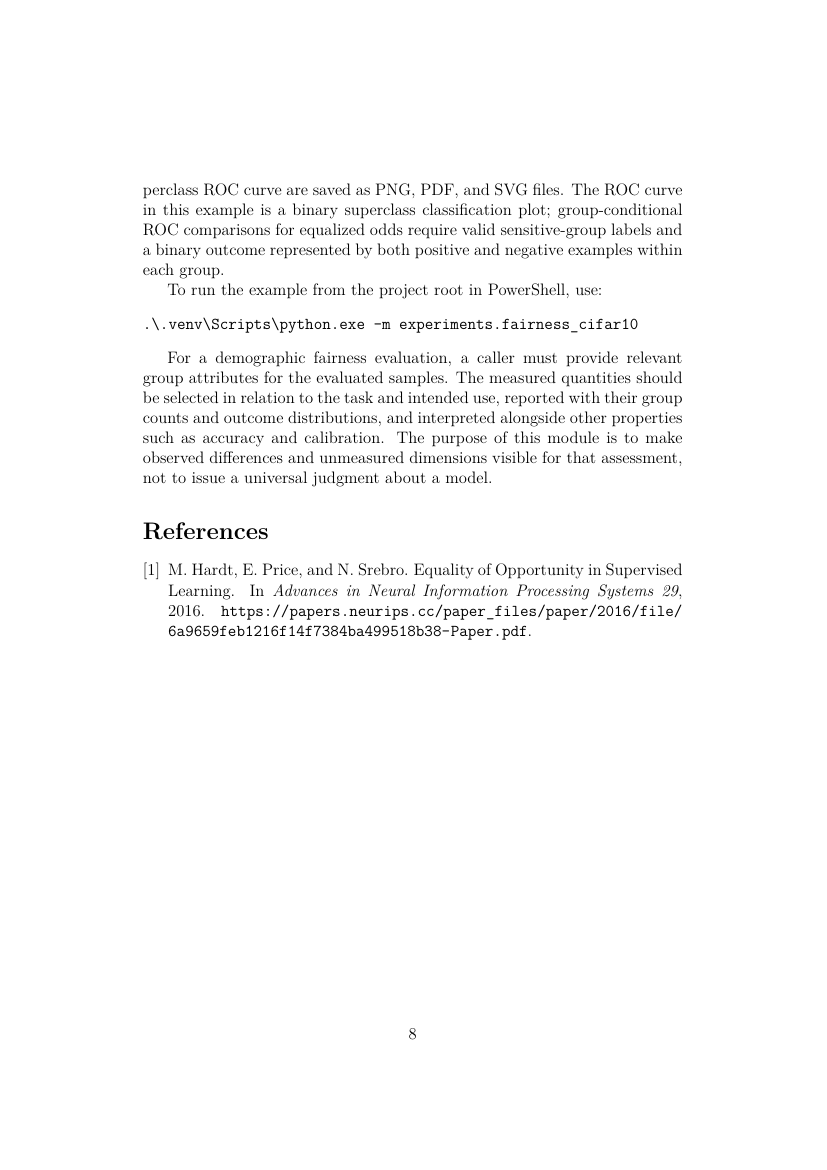 perclass ROC curve are saved as PNG, PDF, and SVG files. The ROC curve
in this example is a binary superclass classification plot; group-conditional
ROC comparisons for equalized odds require valid sensitive-group labels and
a binary outcome represented by both positive and negative examples within
each group.
To run the example from the project root in PowerShell, use:
.\.venv\Scripts\python.exe -m experiments.fairness_cifar10
For a demographic fairness evaluation, a caller must provide relevant
group attributes for the evaluated samples. The measured quantities should
be selected in relation to the task and intended use, reported with their group
counts and outcome distributions, and interpreted alongside other properties
such as accuracy and calibration. The purpose of this module is to make
observed differences and unmeasured dimensions visible for that assessment,
not to issue a universal judgment about a model.
References
[1] M. Hardt, E. Price, and N. Srebro. Equality of Opportunity in Supervised
Learning. In Advances in Neural Information Processing Systems 29,
2016. https://papers.neurips.cc/paper_files/paper/2016/file/
6a9659feb1216f14f7384ba499518b38-Paper.pdf.
8